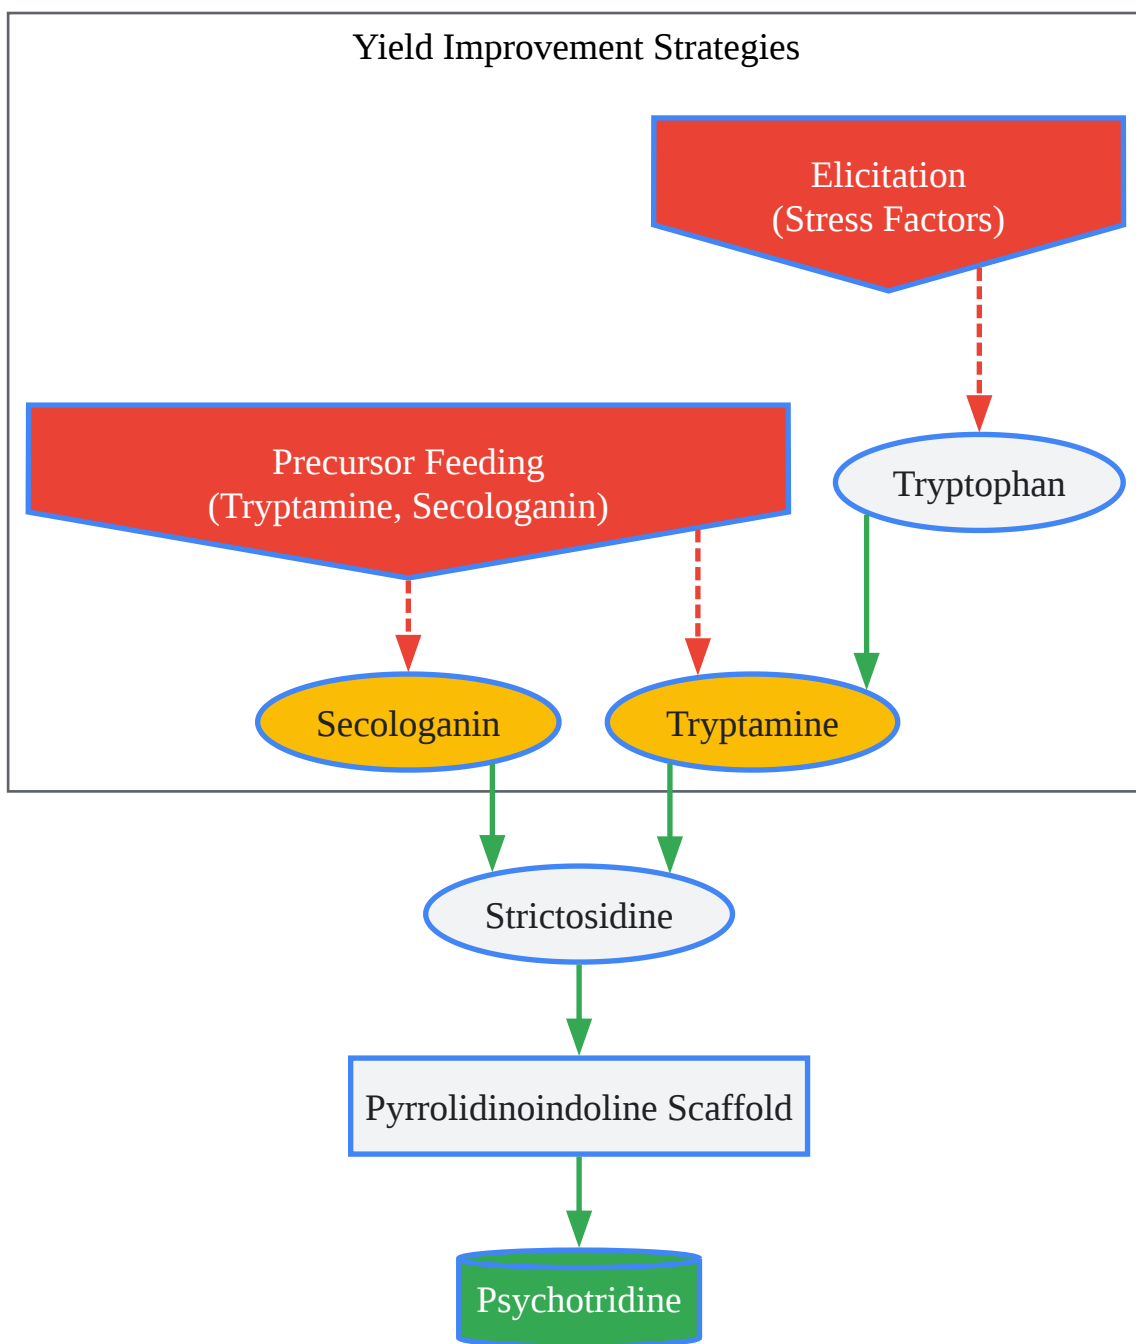 Yield Improvement Strategies
Elicitation
(Stress Factors)
Precursor Feeding
(Tryptamine, Secologanin)
Tryptophan
Secologanin
Tryptamine
Strictosidine
Pyrrolidinoindoline Scaffold
Psychotridine